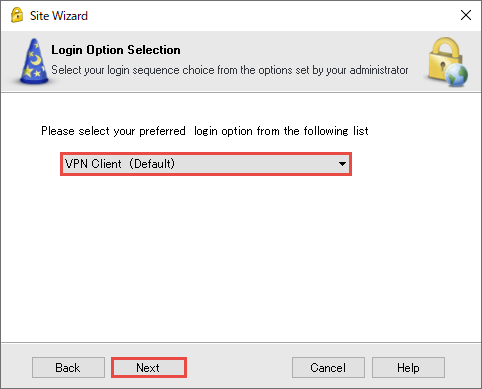 Site Wizard
Login Option Selection
Select your login sequence choice from the options set by your administrator
Please select your preferred  login option from the following list
VPN Client  (Default)
Back
Next
Cancel
Help